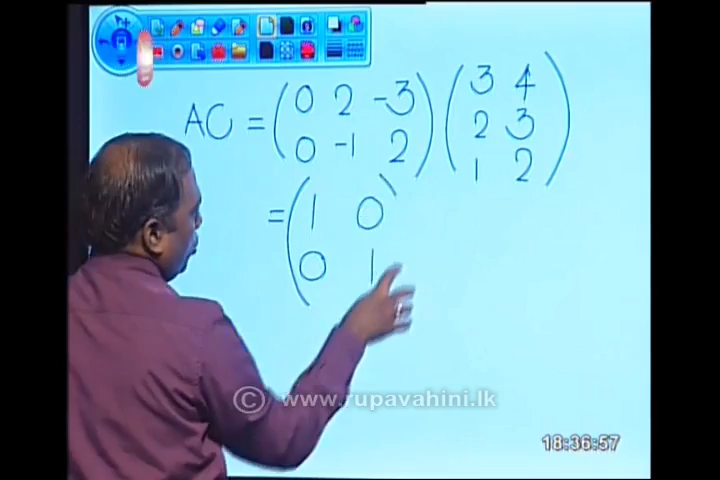 AC = (0 2 -3) (3 4)
0 -1 2 2 3
1 2
= (1 0)
0 1
© www.rupavahini.lk
18:36:57